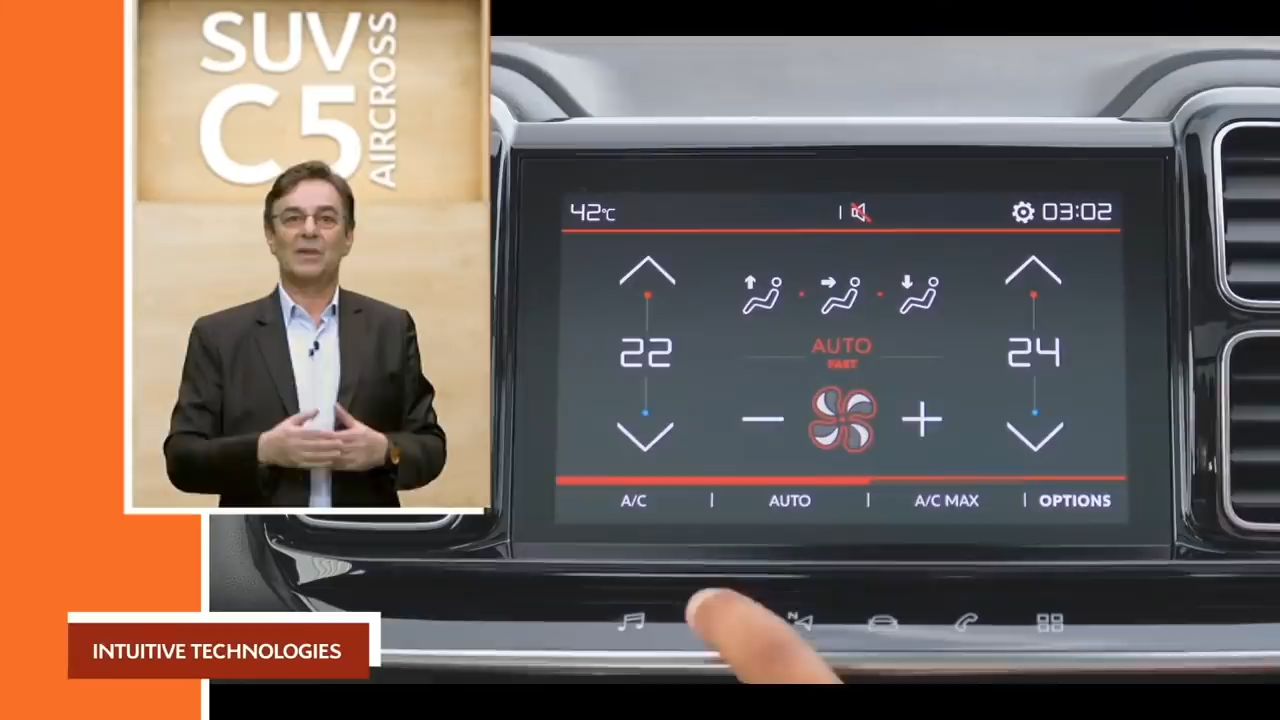 SUV
C5
AIRCROSS
42°C
03:02
22
AUTO
FAST
24
A/C | AUTO | A/C MAX | OPTIONS
N
INTUITIVE TECHNOLOGIES